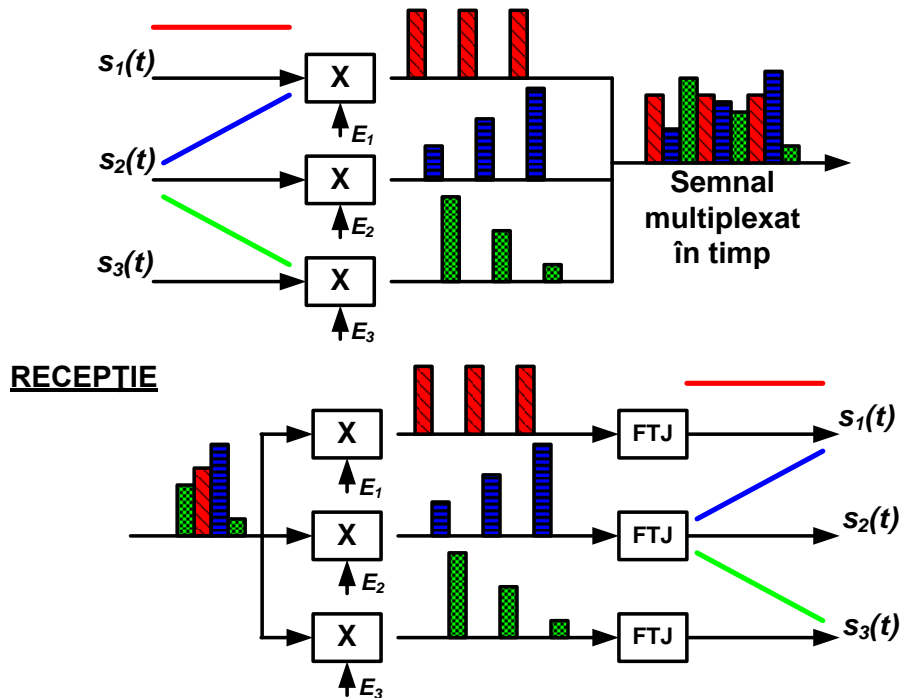 s1(t)
X
E1
s2(t)
X
E2
s3(t)
X
E3
Semnal
multiplexat
în timp
RECEPȚIE
X
E1
FTJ
s1(t)
X
E2
FTJ
s2(t)
X
E3
FTJ
s3(t)